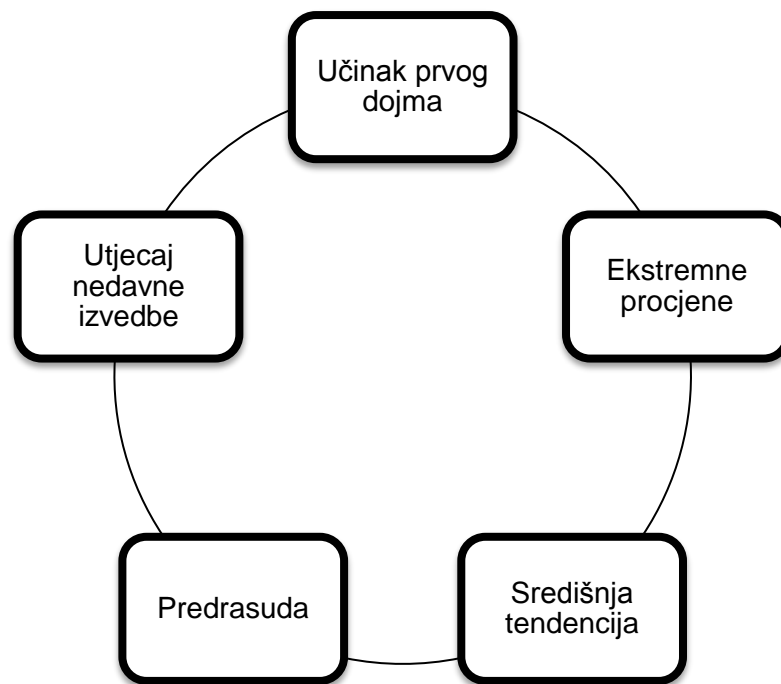 Učinak prvog
dojma
Ekstremne
procjene
Središnja
tendencija
Predrasuda
Utjecaj
nedavne
izvedbe